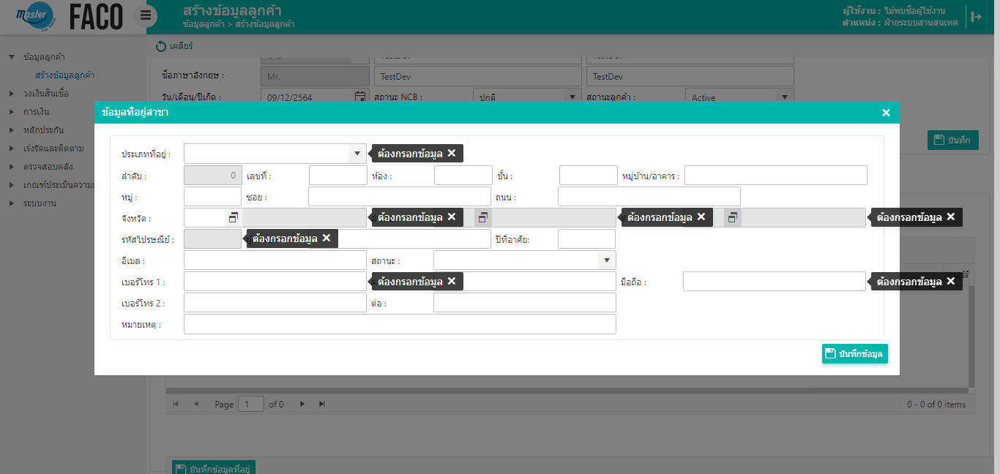 Master
FACO
สร้างข้อมูลลูกค้า
ข้อมูลลูกค้า > สร้างข้อมูลลูกค้า
ผู้ใช้งาน : ไม่พบชื่อผู้ใช้งาน
ตำแหน่ง : ฝ่ายระบบสานสนเทศ
เคลียร์
ข้อมูลลูกค้า
สร้างข้อมูลลูกค้า
วงเงินสินเชื่อ
การเงิน
หลักประกัน
เร่งรัดและติดตาม
ตรวจสอบคลัง
เกณฑ์ประเมินความ
ระบบงาน
ชื่อภาษาอังกฤษ : Mr. TestDev TestDev
วัน/เดือน/ปีเกิด : 09/12/2564 สถานะ NCB : ปกติ สถานะลูกค้า : Active
บันทึก
ข้อมูลที่อยู่สาขา
ประเภทที่อยู่ : ต้องกรอกข้อมูล
ลำดับ : 0 เลขที่ : ห้อง : ชั้น : หมู่บ้าน/อาคาร :
หมู่ : ซอย : ถนน :
จังหวัด : ต้องกรอกข้อมูล ต้องกรอกข้อมูล ต้องกรอกข้อมูล
รหัสไปรษณีย์ : ต้องกรอกข้อมูล ปีที่อาศัย:
อีเมล : สถานะ :
เบอร์โทร 1 : ต้องกรอกข้อมูล มือถือ : ต้องกรอกข้อมูล
เบอร์โทร 2 : ต่อ :
หมายเหตุ :
บันทึกข้อมูล
Page 1 of 0 0 - 0 of 0 items
บันทึกข้อมูลที่อยู่